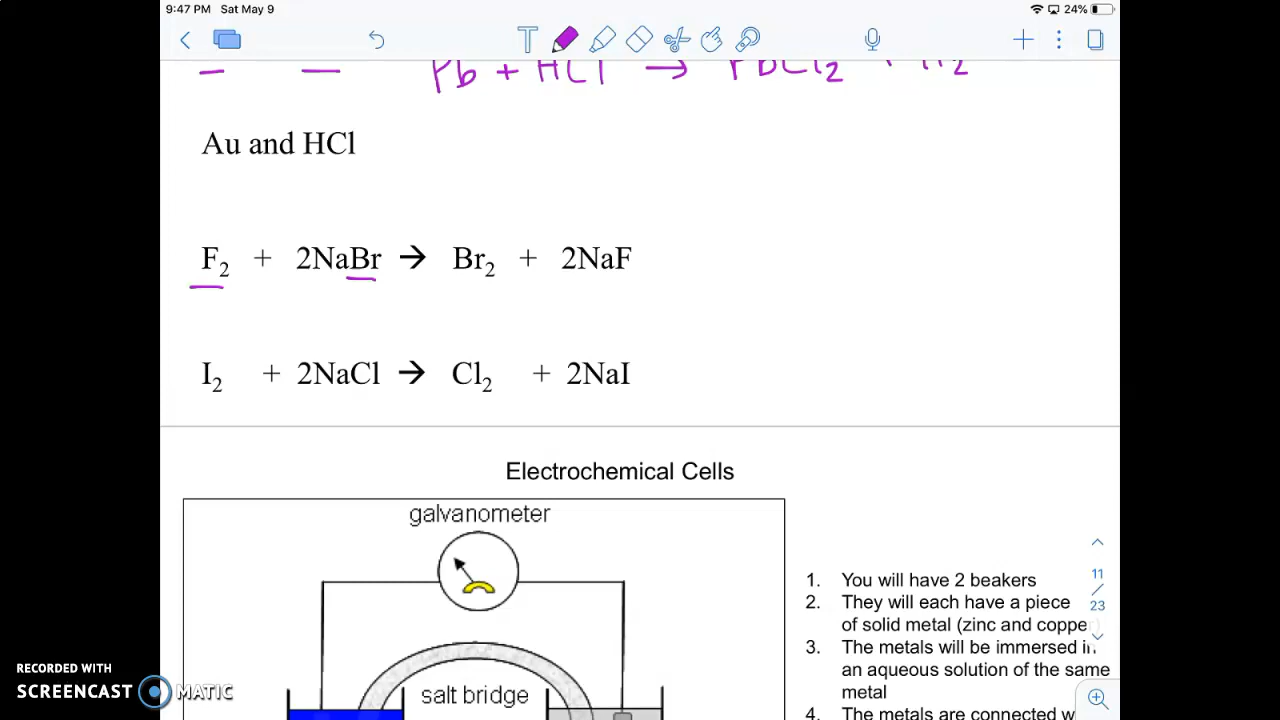 9:47 PM Sat May 9 24%
T
Pb + HCl → PbCl2 + H2
Au and HCl
F2 + 2NaBr → Br2 + 2NaF
I2 + 2NaCl → Cl2 + 2NaI
Electrochemical Cells
galvanometer
salt bridge
1. You will have 2 beakers
2. They will each have a piece
of solid metal (zinc and copper)
3. The metals will be immersed in
an aqueous solution of the same
metal
4. The metals are connected w
11
/
23
RECORDED WITH
SCREENCAST MATIC